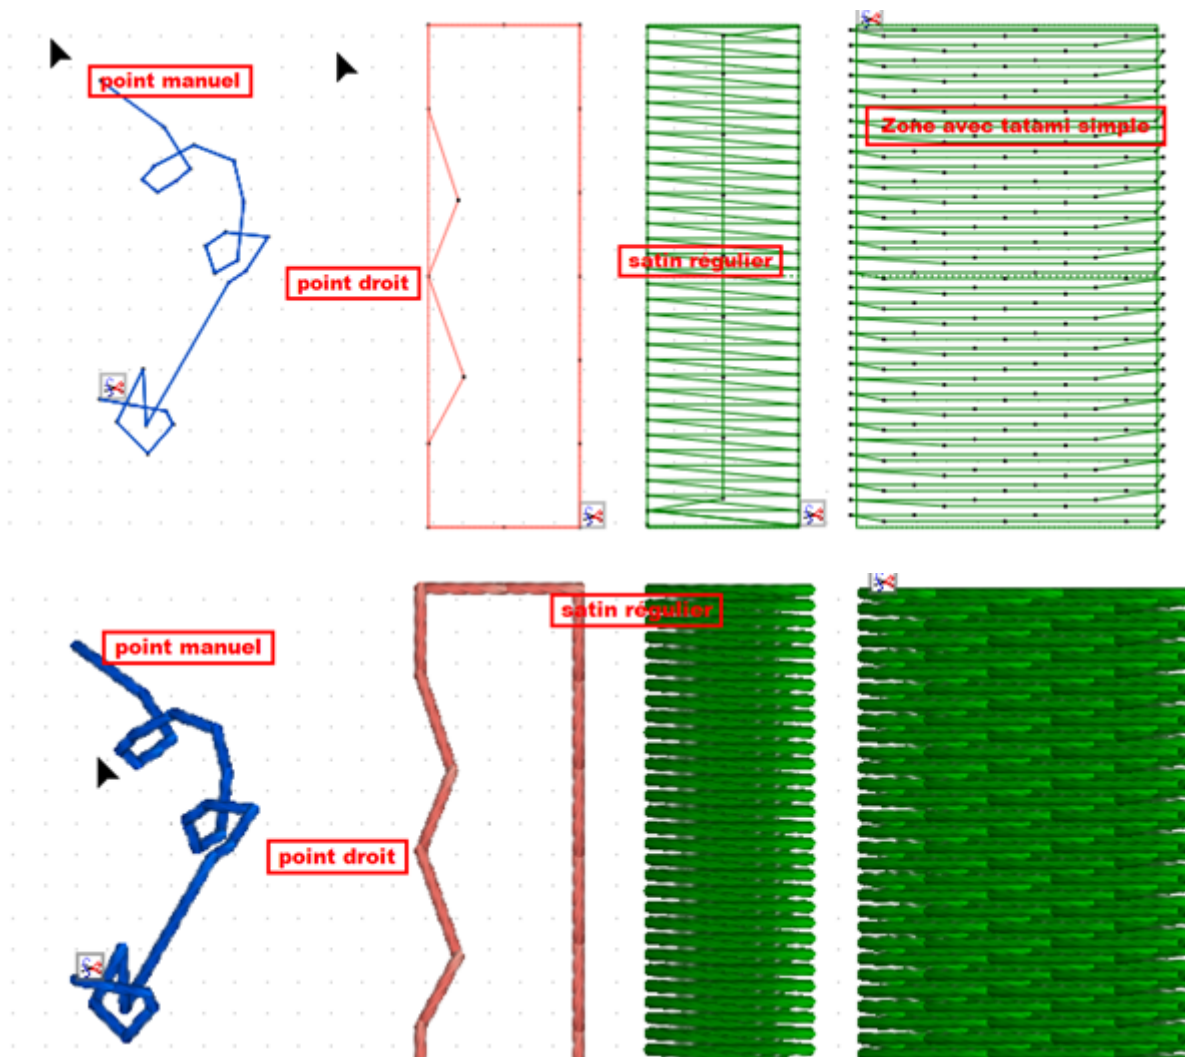 point manuel
Zone avec tatami simple
satin régulier
point droit
satin régulier
point manuel
point droit